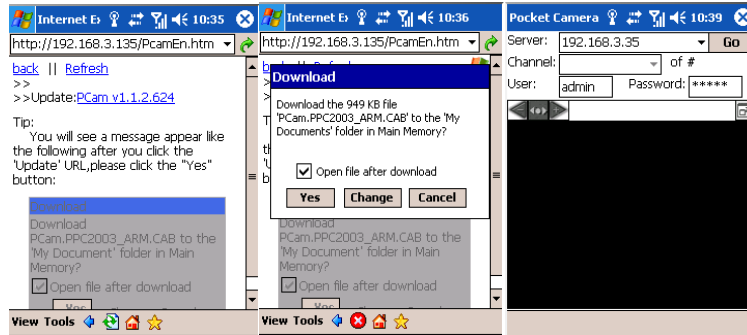 Internet E 10:35
http://192.168.3.135/PcamEn.htm
back || Refresh
>>
>>Update:PCam v1.1.2.624
Tip:
You will see a message appear like
the following after you click the
'Update' URL,please click the "Yes"
button:
Download
Download
PCam.PPC2003_ARM.CAB to the
'My Document' folder in Main
Memory?
Open file after download
Yes
View Tools
Internet E 10:36
http://192.168.3.135/PcamEn.htm
Download
Download the 949 KB file
'PCam.PPC2003_ARM.CAB' to the 'My
Documents' folder in Main Memory?
Open file after download
Yes Change Cancel
Download
PCam.PPC2003_ARM.CAB to the
'My Document' folder in Main
Memory?
Open file after download
View Tools
Pocket Camera 10:39
Server: 192.168.3.35 Go
Channel: of #
User: admin Password: *****